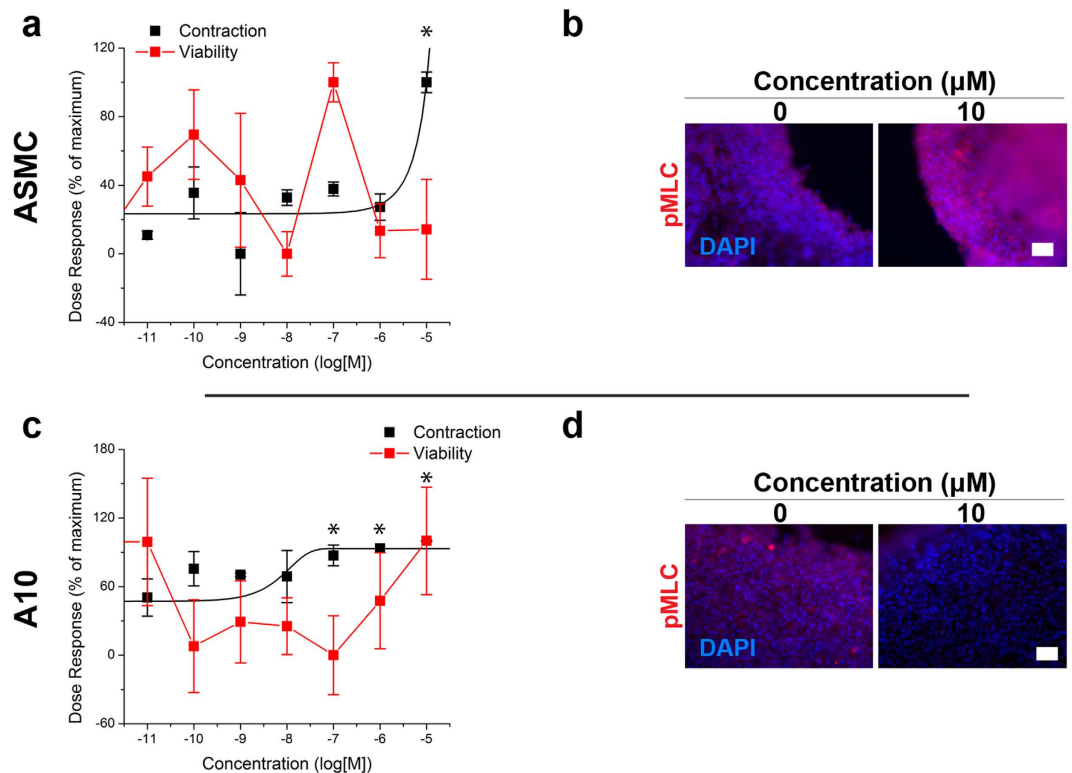 a
Contraction
Viability
*
120
80
40
0
-40
Dose Response (% of maximum)
-11 -10 -9 -8 -7 -6 -5
Concentration (log[M])
ASMC
b
Concentration (µM)
0 10
pMLC
DAPI
c
Contraction
Viability
* * *
180
120
60
0
-60
Dose Response (% of maximum)
-11 -10 -9 -8 -7 -6 -5
Concentration (log[M])
A10
d
Concentration (µM)
0 10
pMLC
DAPI